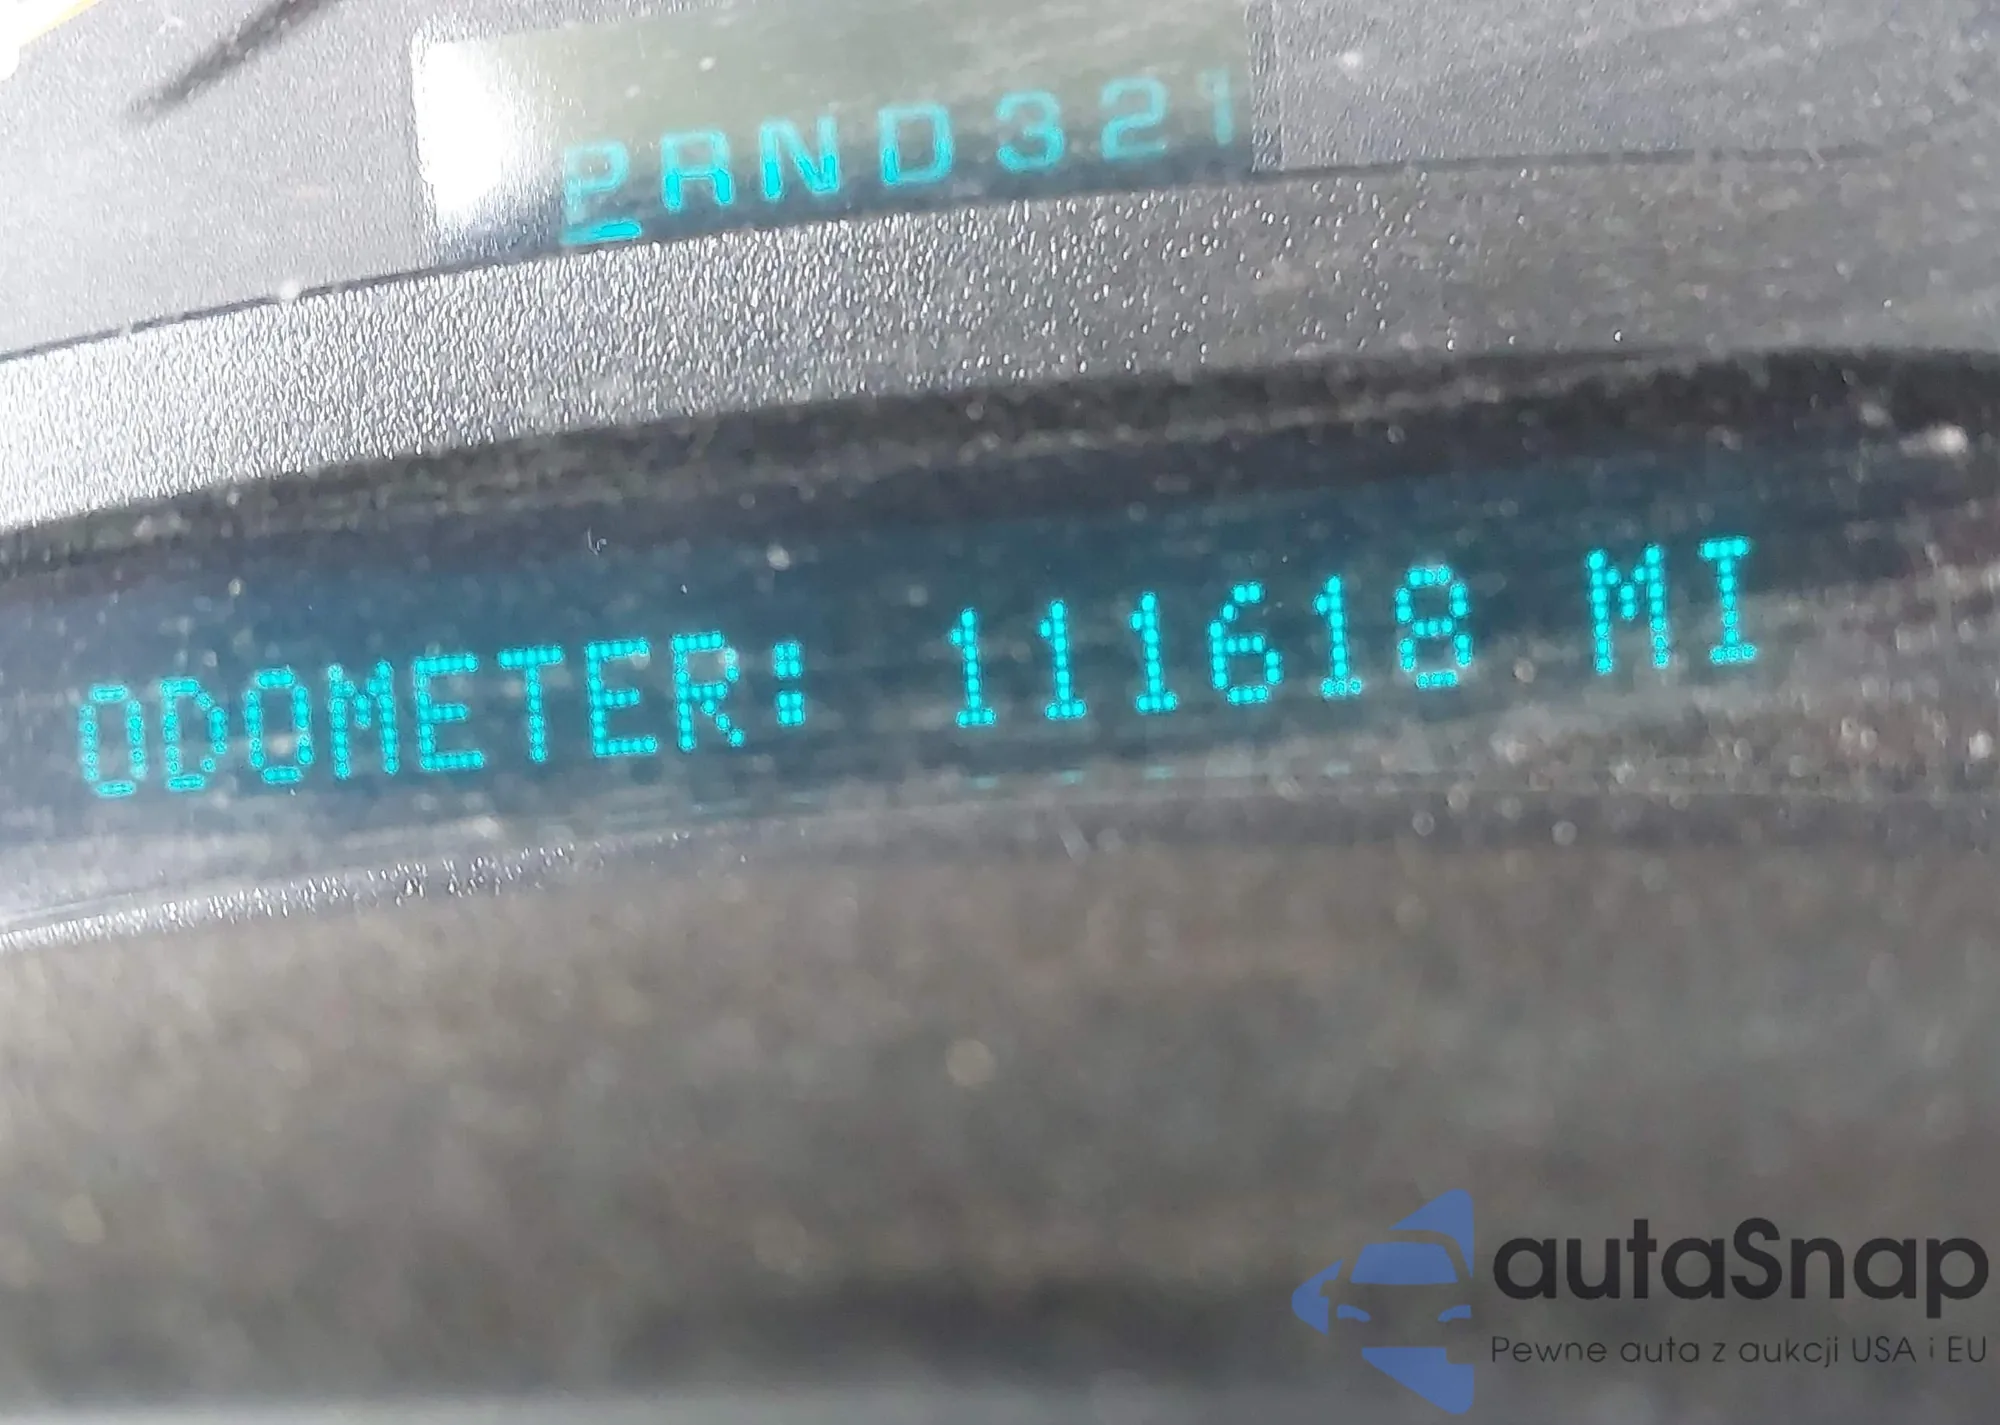 PRND321
ODOMETER: 111618 MI
autaSnap
Pewne auta z aukcji USA i EU